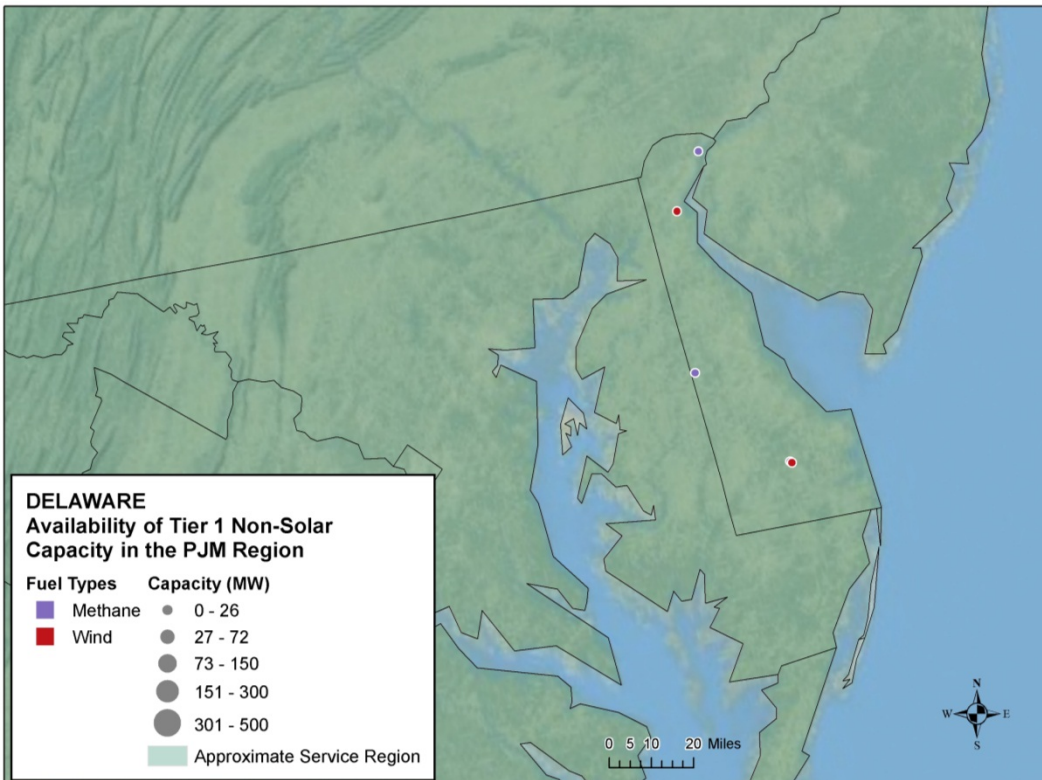 DELAWARE
Availability of Tier 1 Non-Solar
Capacity in the PJM Region
Fuel Types
Methane
Wind
Capacity (MW)
0 - 26
27 - 72
73 - 150
151 - 300
301 - 500
Approximate Service Region
0 5 10 20 Miles
N
W E
S